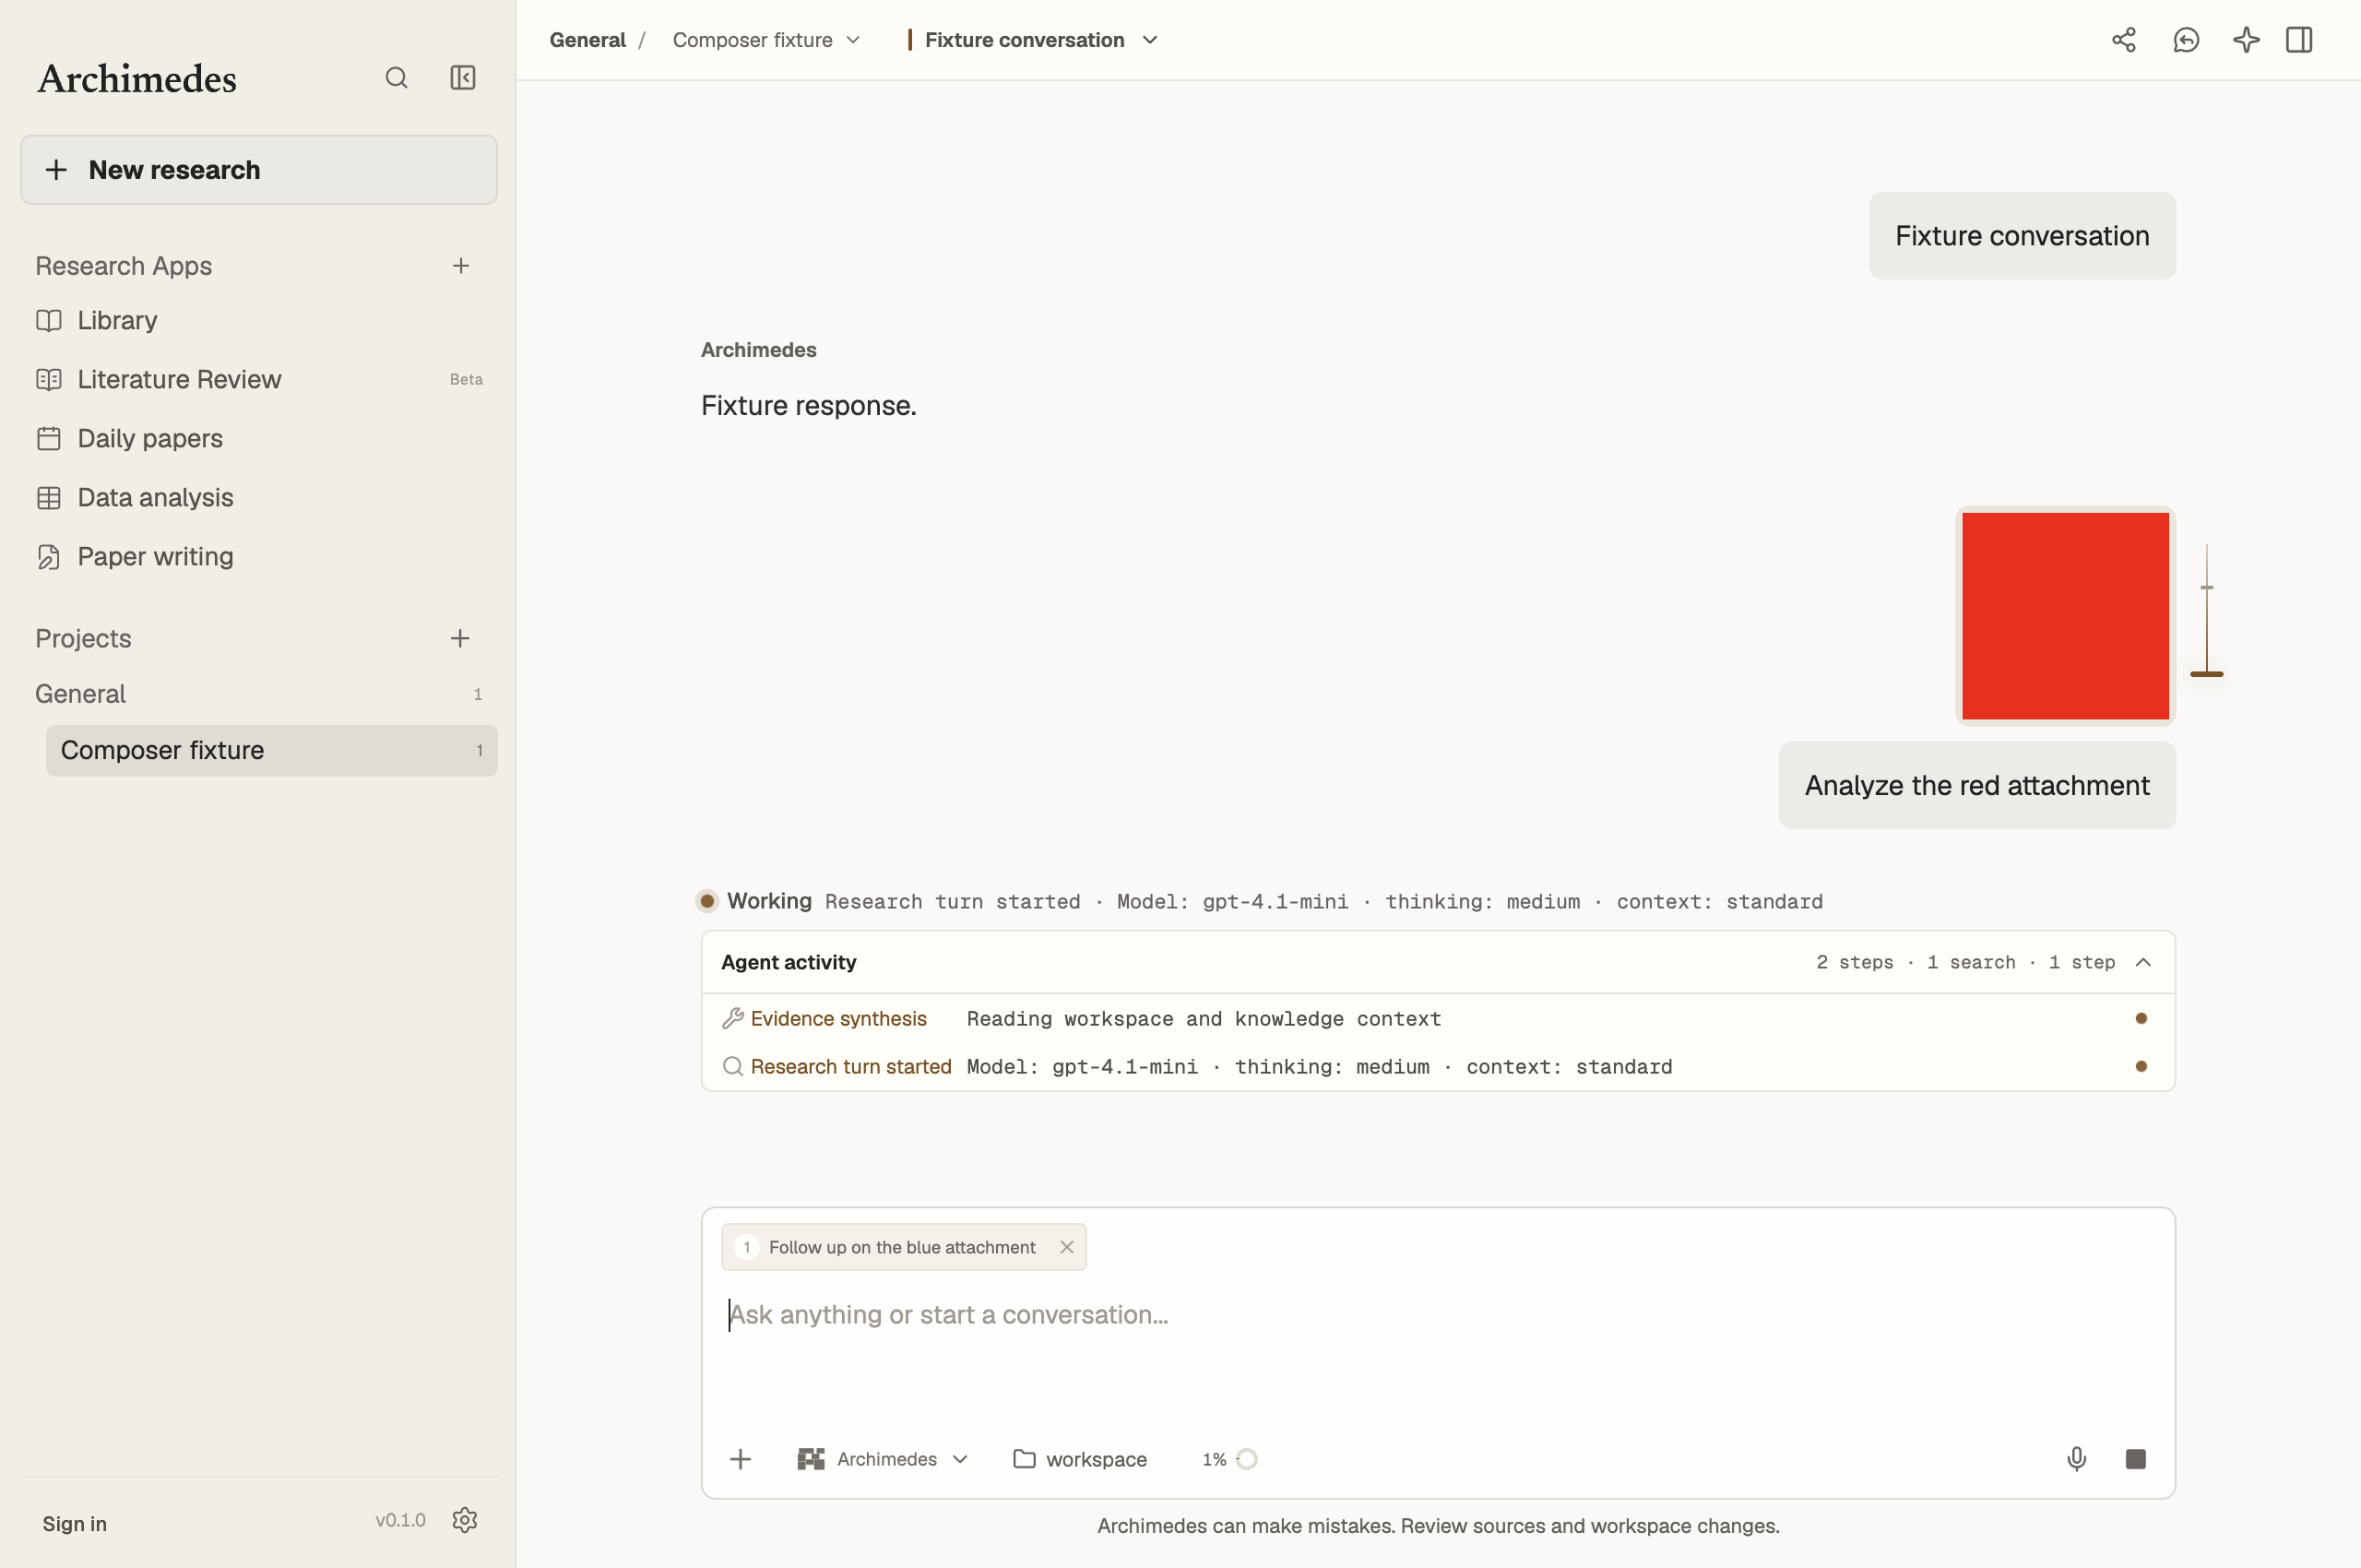 Archimedes
New research
Research Apps
Library
Literature Review Beta
Daily papers
Data analysis
Paper writing
Projects
General 1
Composer fixture 1
Sign in v0.1.0
General / Composer fixture Fixture conversation
Fixture conversation
Archimedes
Fixture response.
Analyze the red attachment
Working Research turn started · Model: gpt-4.1-mini · thinking: medium · context: standard
Agent activity 2 steps · 1 search · 1 step
Evidence synthesis Reading workspace and knowledge context
Research turn started Model: gpt-4.1-mini · thinking: medium · context: standard
1 Follow up on the blue attachment
Ask anything or start a conversation...
Archimedes workspace 1%
Archimedes can make mistakes. Review sources and workspace changes.